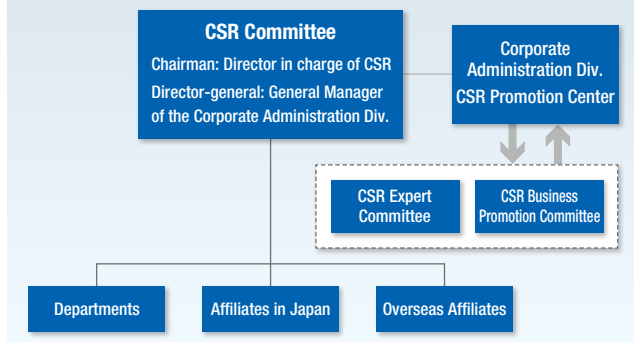 CSR Committee
Chairman: Director in charge of CSR
Director-general: General Manager
of the Corporate Administration Div.
Corporate
Administration Div.
CSR Promotion Center
CSR Expert
Committee
CSR Business
Promotion Committee
Departments
Affiliates in Japan
Overseas Affiliates